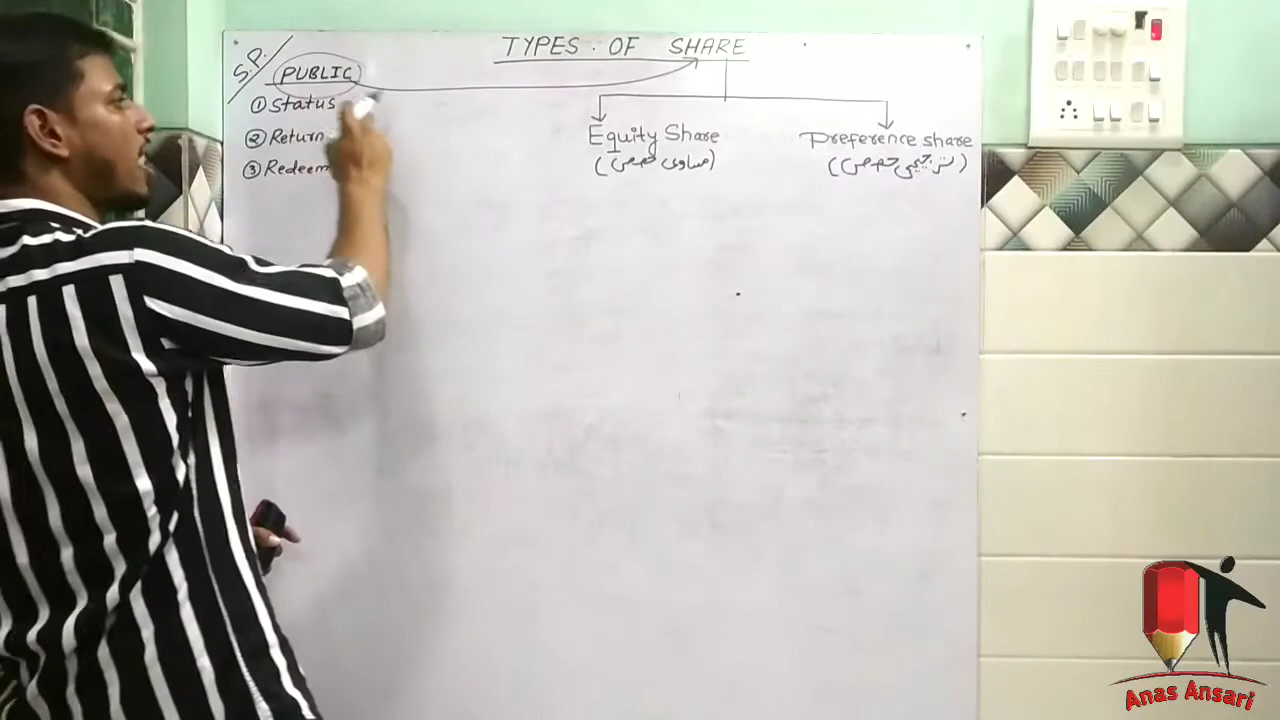 TYPES OF SHARE
S.P.
PUBLIC
① Status
② Return
③ Redeem
Equity Share
(مساوی حصص)
Preference share
(ترجیحی حصص)
Anas Ansari